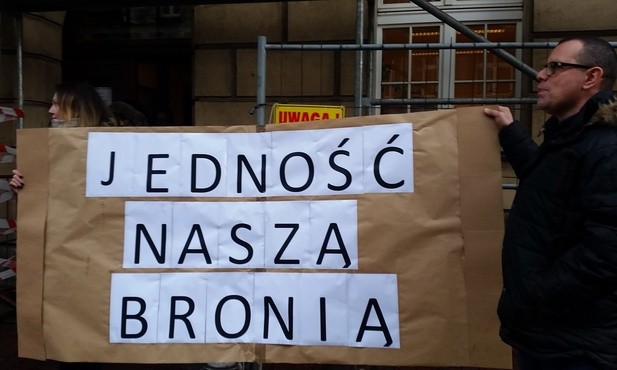 UWAGA!
JEDNOŚĆ
NASZĄ
BRONIĄ